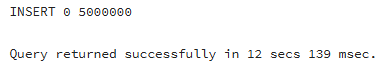 INSERT 0 5000000
Query returned successfully in 12 secs 139 msec.